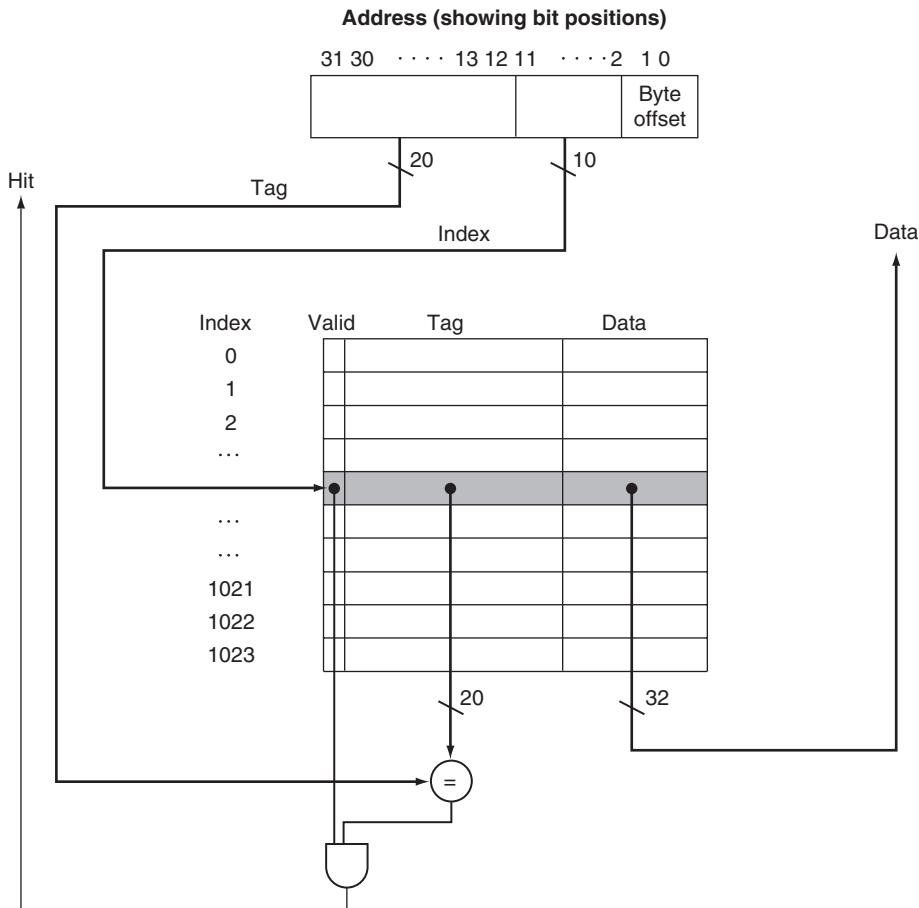 Address (showing bit positions)
31 30 · · · · 13 12 11 · · · · 2 1 0
Byte
offset
20
10
Hit
Tag
Index
Data
Index Valid Tag Data
0
1
2
···
···
···
1021
1022
1023
20
32
=